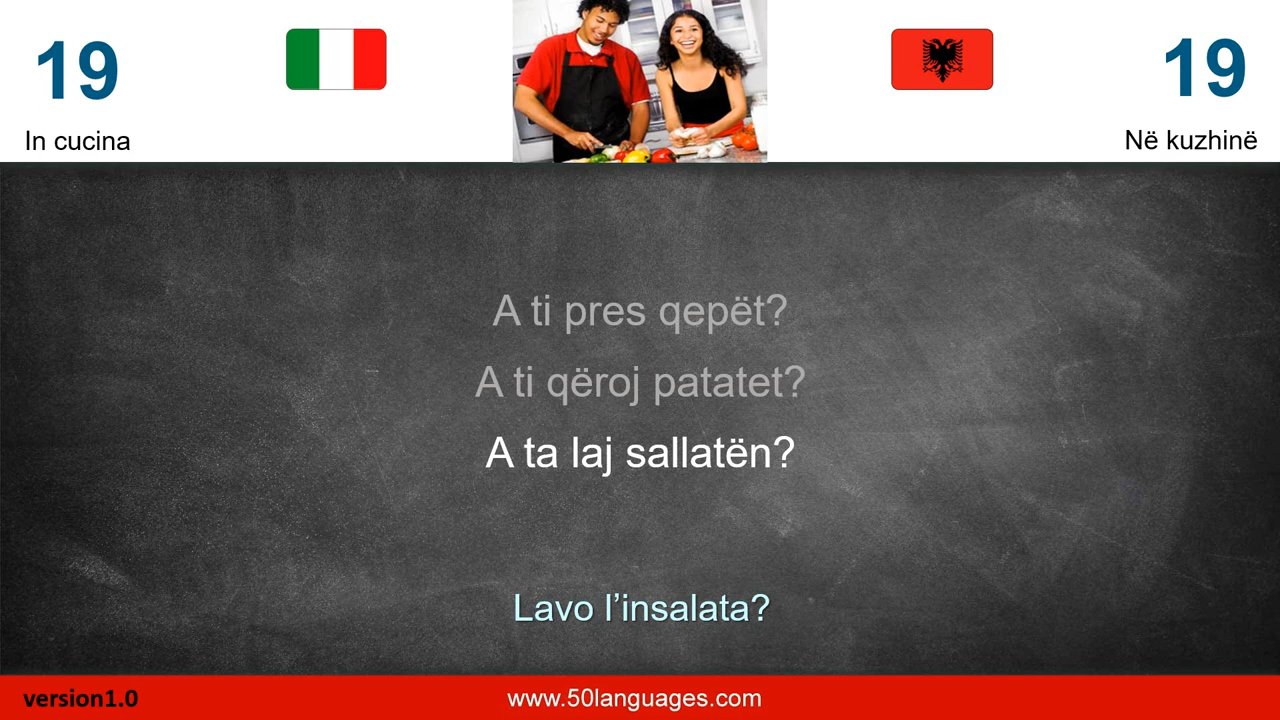 19
In cucina
19
Në kuzhinë
A ti pres qepët?
A ti qëroj patatet?
A ta laj sallatën?
Lavo l’insalata?
version1.0
www.50languages.com